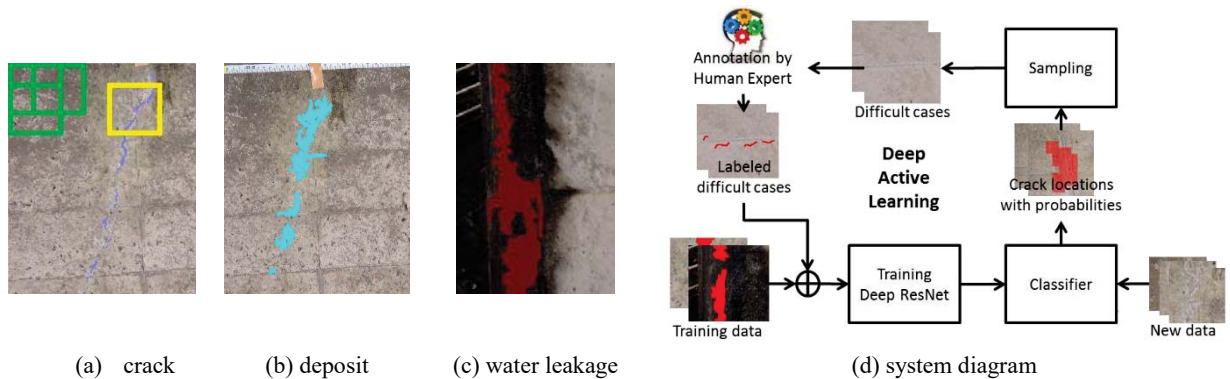 Annotation by
Human Expert
Difficult cases
Sampling
Labeled
difficult cases
Deep
Active
Learning
Crack locations
with probabilities
Training data
Training
Deep ResNet
Classifier
New data
(a) crack
(b) deposit
(c) water leakage
(d) system diagram